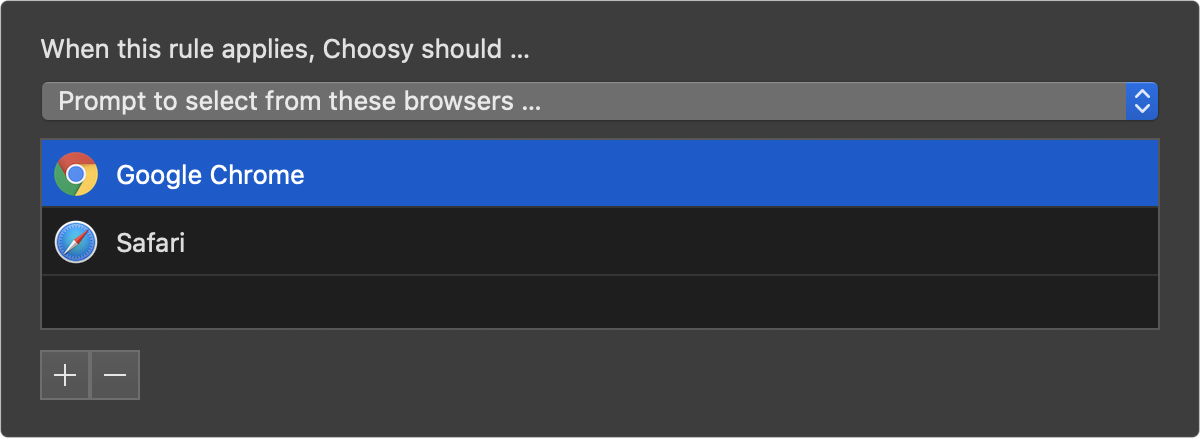 When this rule applies, Choosy should ...
Prompt to select from these browsers ...
Google Chrome
Safari